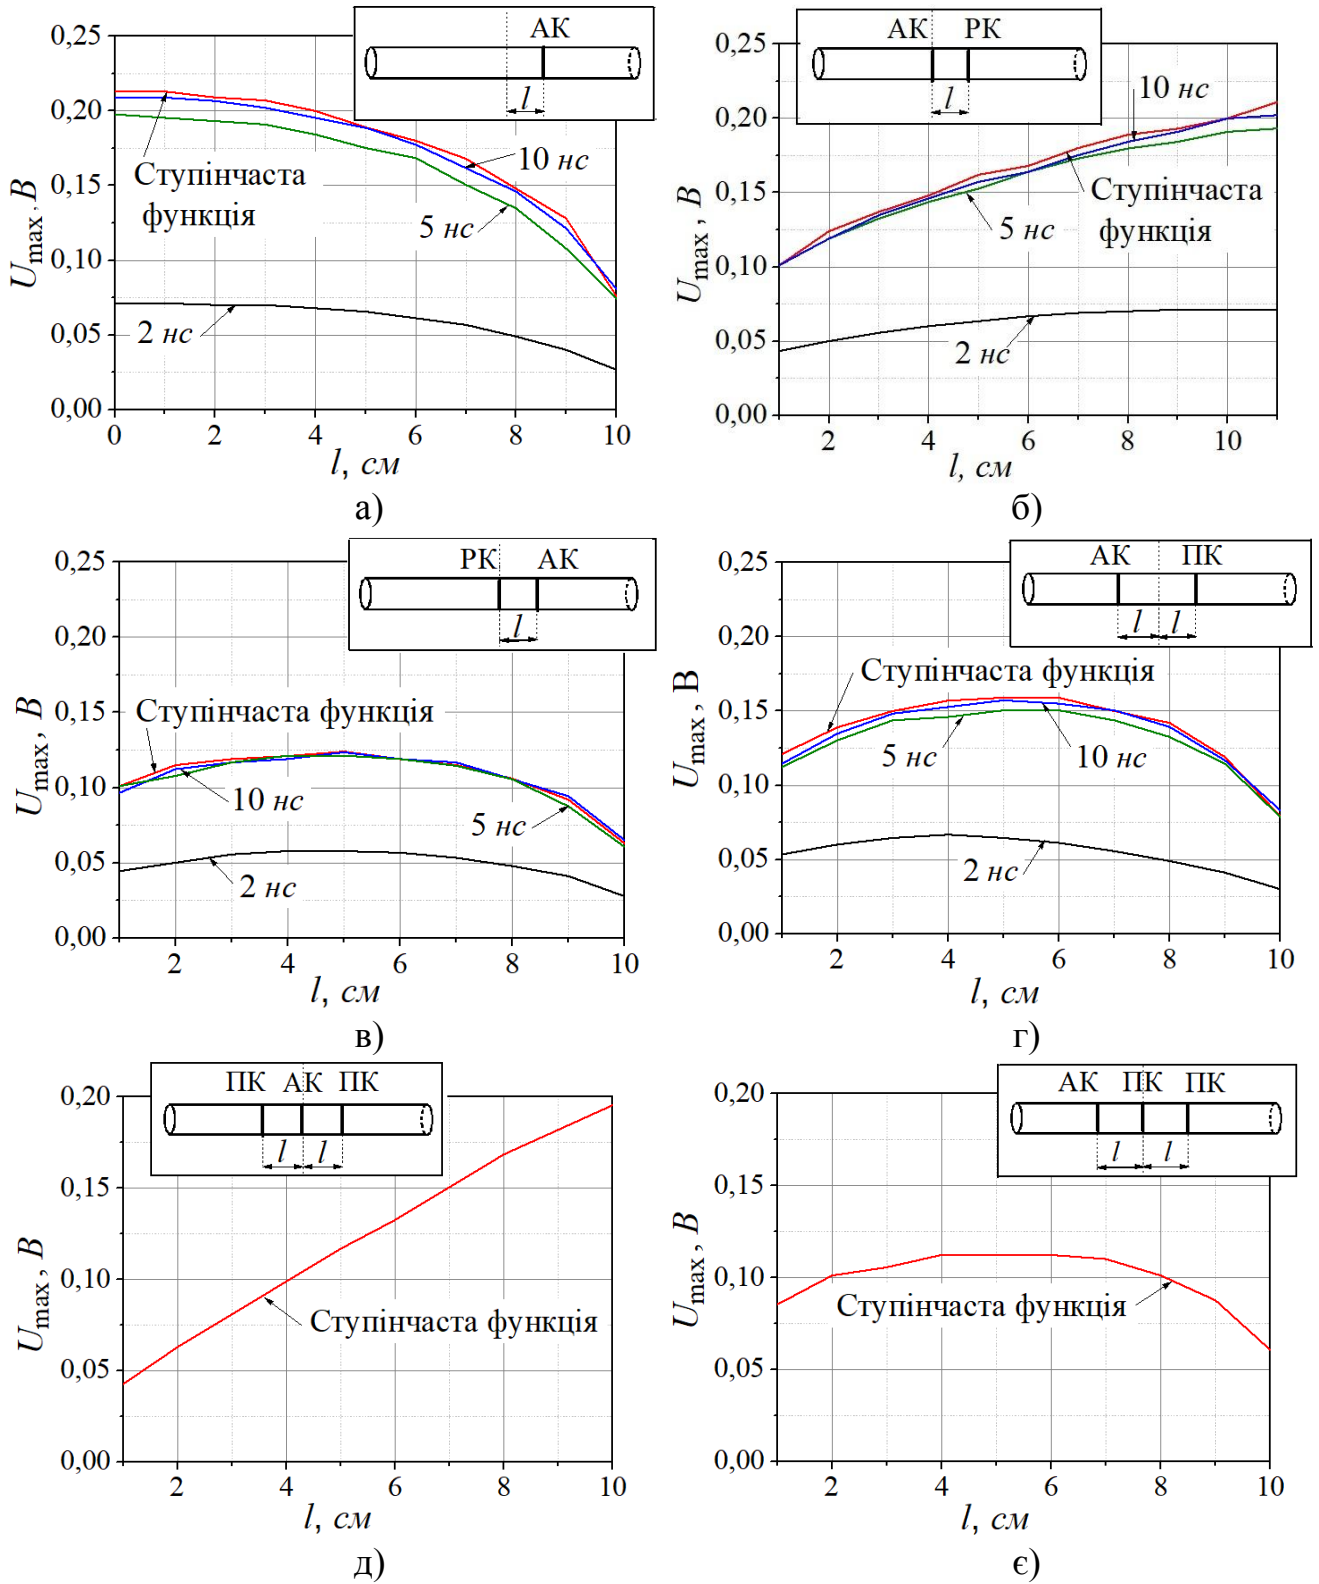 АК
l
0,25
0,20
0,15
0,10
0,05
0,00
U max, В
Ступінчаста
функція
10 нс
5 нс
2 нс
0 2 4 6 8 10
l, см
а)
АК РК
l
0,25
0,20
0,15
0,10
0,05
0,00
U max, В
10 нс
Ступінчаста
функція
5 нс
2 нс
2 4 6 8 10
l, см
б)
РК АК
l
0,25
0,20
0,15
0,10
0,05
0,00
U max, В
Ступінчаста функція
10 нс
5 нс
2 нс
2 4 6 8 10
l, см
в)
АК ПК
l l
0,25
0,20
0,15
0,10
0,05
0,00
U max, В
Ступінчаста функція
5 нс
10 нс
2 нс
2 4 6 8 10
l, см
г)
ПК АК ПК
l l
0,20
0,15
0,10
0,05
0,00
U max, В
Ступінчаста функція
2 4 6 8 10
l, см
д)
АК ПК ПК
l l
0,20
0,15
0,10
0,05
0,00
U max, В
Ступінчаста функція
2 4 6 8 10
l, см
є)